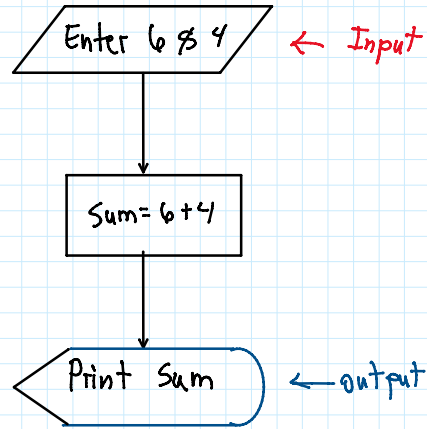 Enter 6 & 4
← Input
Sum=6+4
Print Sum
← output